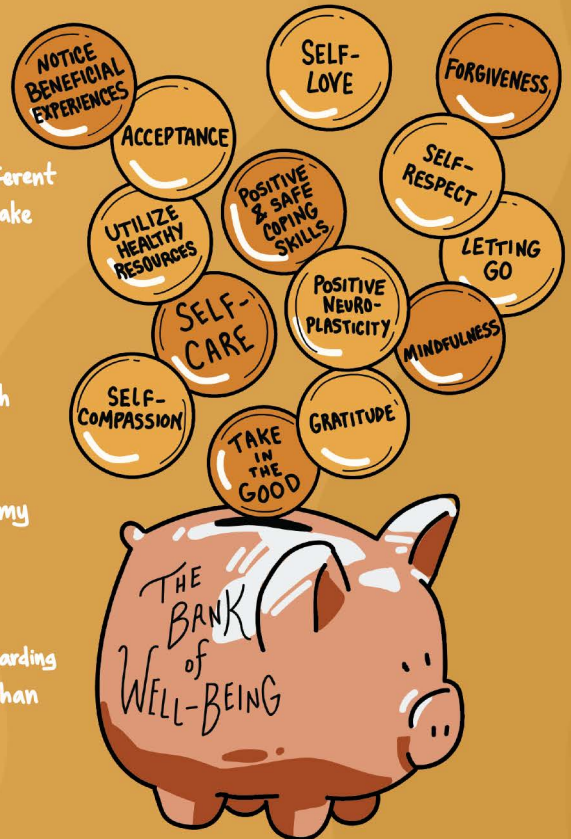 NOTICE
BENEFICIAL
EXPERIENCES
SELF-
LOVE
FORGIVENESS
ACCEPTANCE
SELF-
RESPECT
POSITIVE
& SAFE
COPING
SKILLS
UTILIZE
HEALTHY
RESOURCES
LETTING
GO
POSITIVE
NEURO-
PLASTICITY
SELF-
CARE
MINDFULNESS
SELF-
COMPASSION
GRATITUDE
TAKE
IN
THE
GOOD
my
THE
BANK
of
WELL-BEING